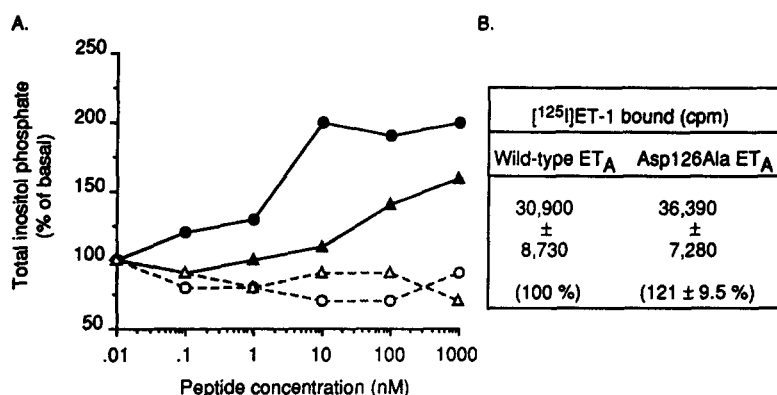 A.
Total inositol phosphate
(% of basal)
250
200
150
100
50
.01 .1 1 10 100 1000
Peptide concentration (nM)
B.
[¹²⁵I]ET-1 bound (cpm)
Wild-type ET_A Asp126Ala ET_A
30,900 36,390
± ±
8,730 7,280
(100 %) (121 ± 9.5 %)